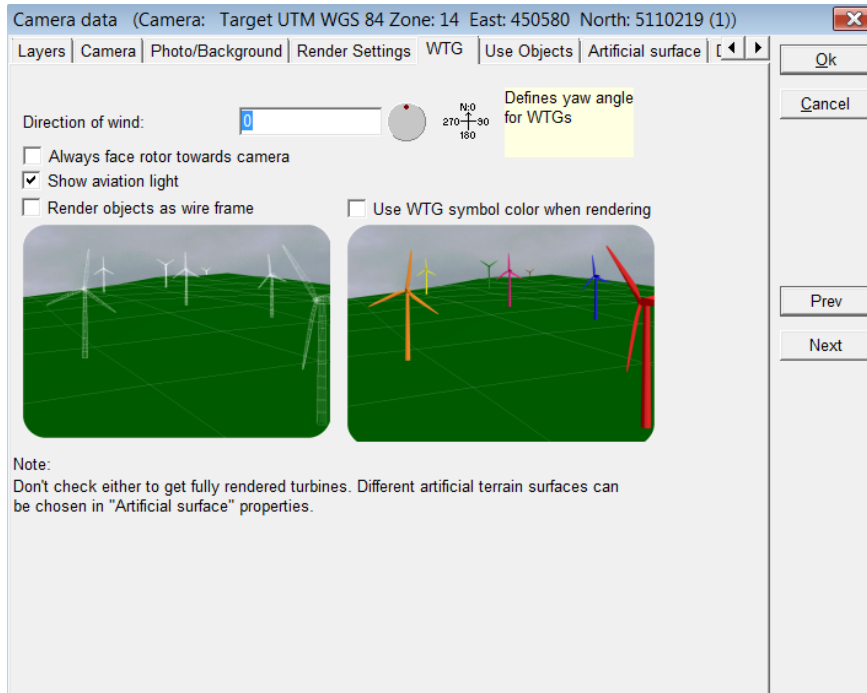 Camera data (Camera: Target UTM WGS 84 Zone: 14 East: 450580 North: 5110219 (1))
Layers Camera Photo/Background Render Settings WTG Use Objects Artificial surface
Ok
Cancel
Direction of wind:
0
N:0
270 90
180
Defines yaw angle
for WTGs
Always face rotor towards camera
Show aviation light
Render objects as wire frame
Use WTG symbol color when rendering
Prev
Next
Note:
Don't check either to get fully rendered turbines. Different artificial terrain surfaces can
be chosen in "Artificial surface" properties.